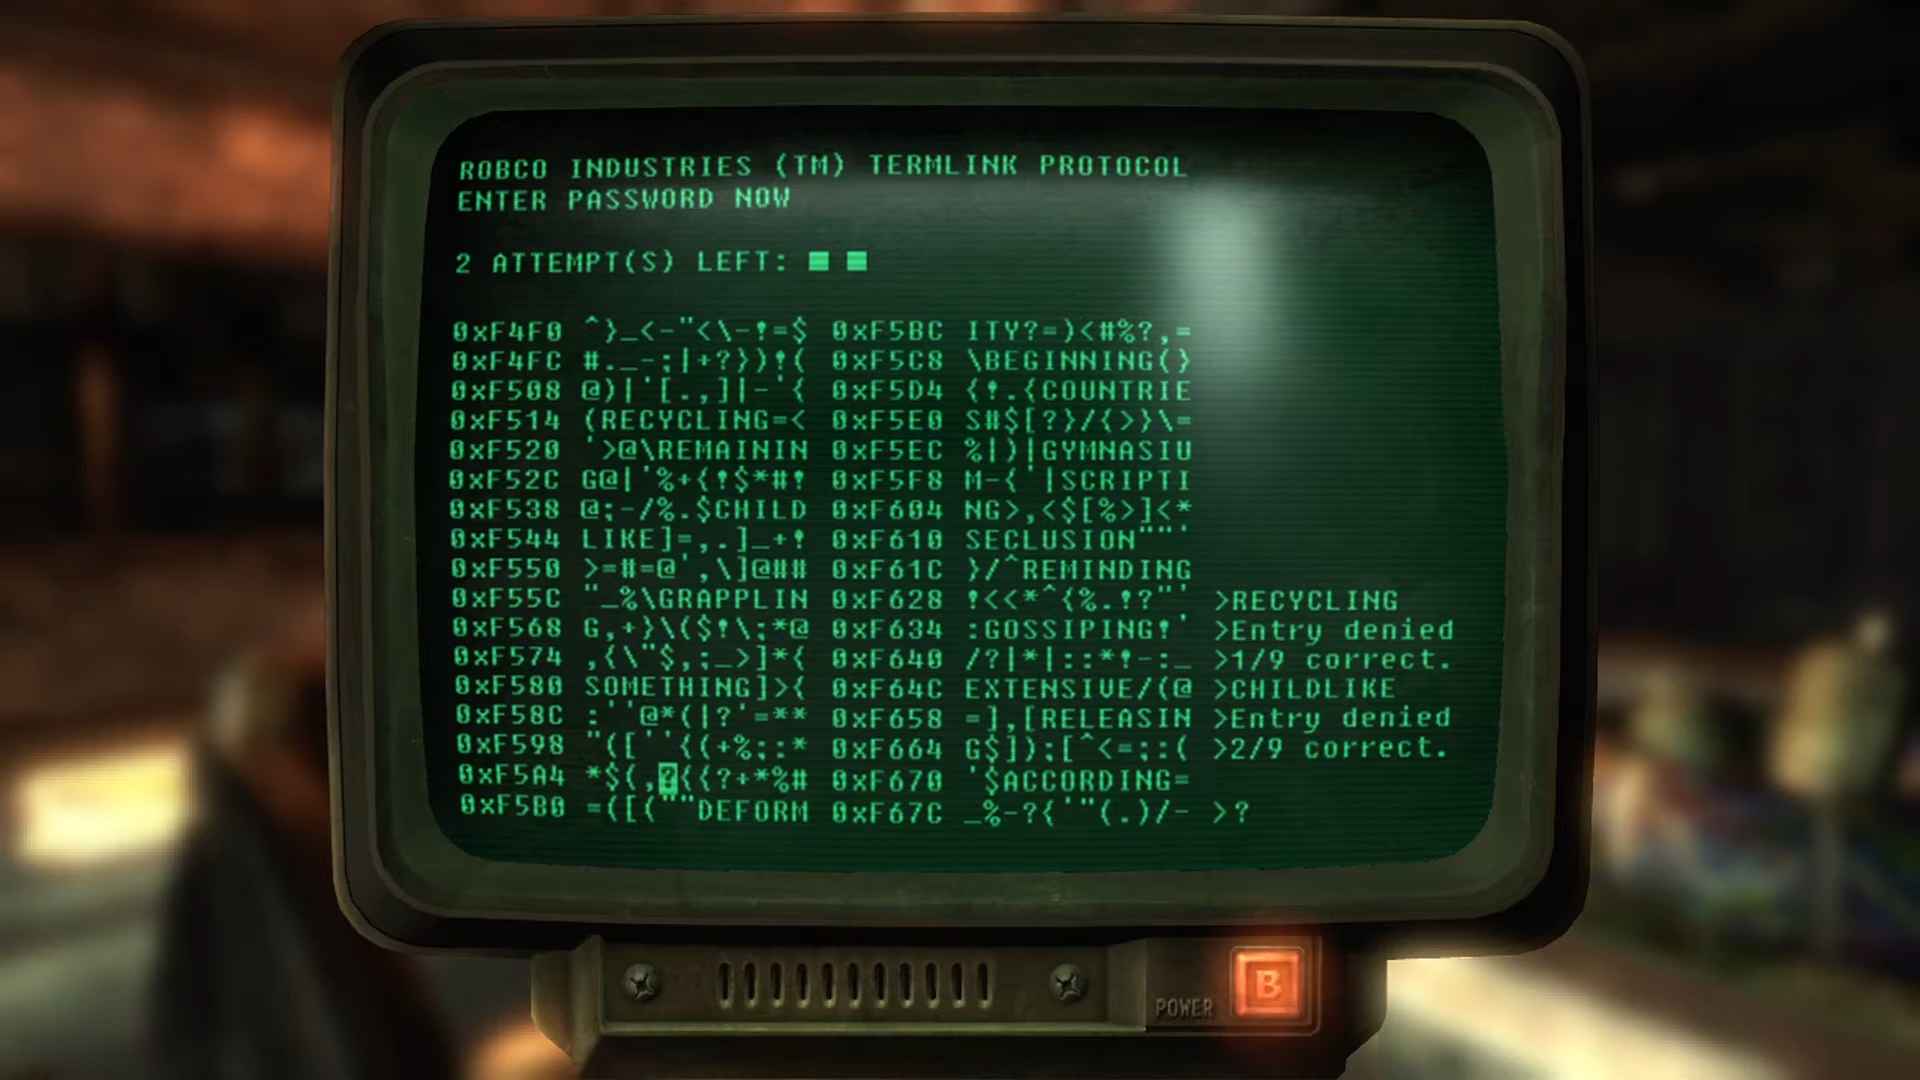 ROBCO INDUSTRIES (TM) TERMLINK PROTOCOL
ENTER PASSWORD NOW
2 ATTEMPT(S) LEFT: ■ ■
0xF4F0 ^}_<-"<\-!=$ 0xF5BC ITY?=)<#%?,=
0xF4FC #._-;|+?})!( 0xF5C8 \BEGINNING(}
0xF508 @)|'[.,]|-'{ 0xF5D4 {!.{COUNTRIE
0xF514 (RECYCLING=< 0xF5E0 S#$[?}/{>}\=
0xF520 '>@\REMAININ 0xF5EC %|)|GYMNASIU
0xF52C G@|'%+{!$*#! 0xF5F8 M-{'|SCRIPTI
0xF538 @;-/%.$CHILD 0xF604 NG>,<$[%>]<*
0xF544 LIKE]=,.]_+! 0xF610 SECLUSION""'
0xF550 >=#=@',\]@## 0xF61C }/^REMINDING
0xF55C "_%\GRAPPLIN 0xF628 !<<*^{%.!?"' >RECYCLING
0xF568 G,+}\($!\;*@ 0xF634 :GOSSIPING!' >Entry denied
0xF574 ,{\"$,;_>]*{ 0xF640 /?|*|::*!-:_ >1/9 correct.
0xF580 SOMETHING]>{ 0xF64C EXTENSIVE/(@ >CHILDLIKE
0xF58C :''@*(|?'=** 0xF658 =],[RELEASIN >Entry denied
0xF598 "([''{(+%;:* 0xF664 G$]);[^<=;:( >2/9 correct.
0xF5A4 *$(,?{{?+*%# 0xF670 '$ACCORDING=
0xF5B0 =([(""DEFORM 0xF67C _%-?{'"(.)/- >?
POWER
B